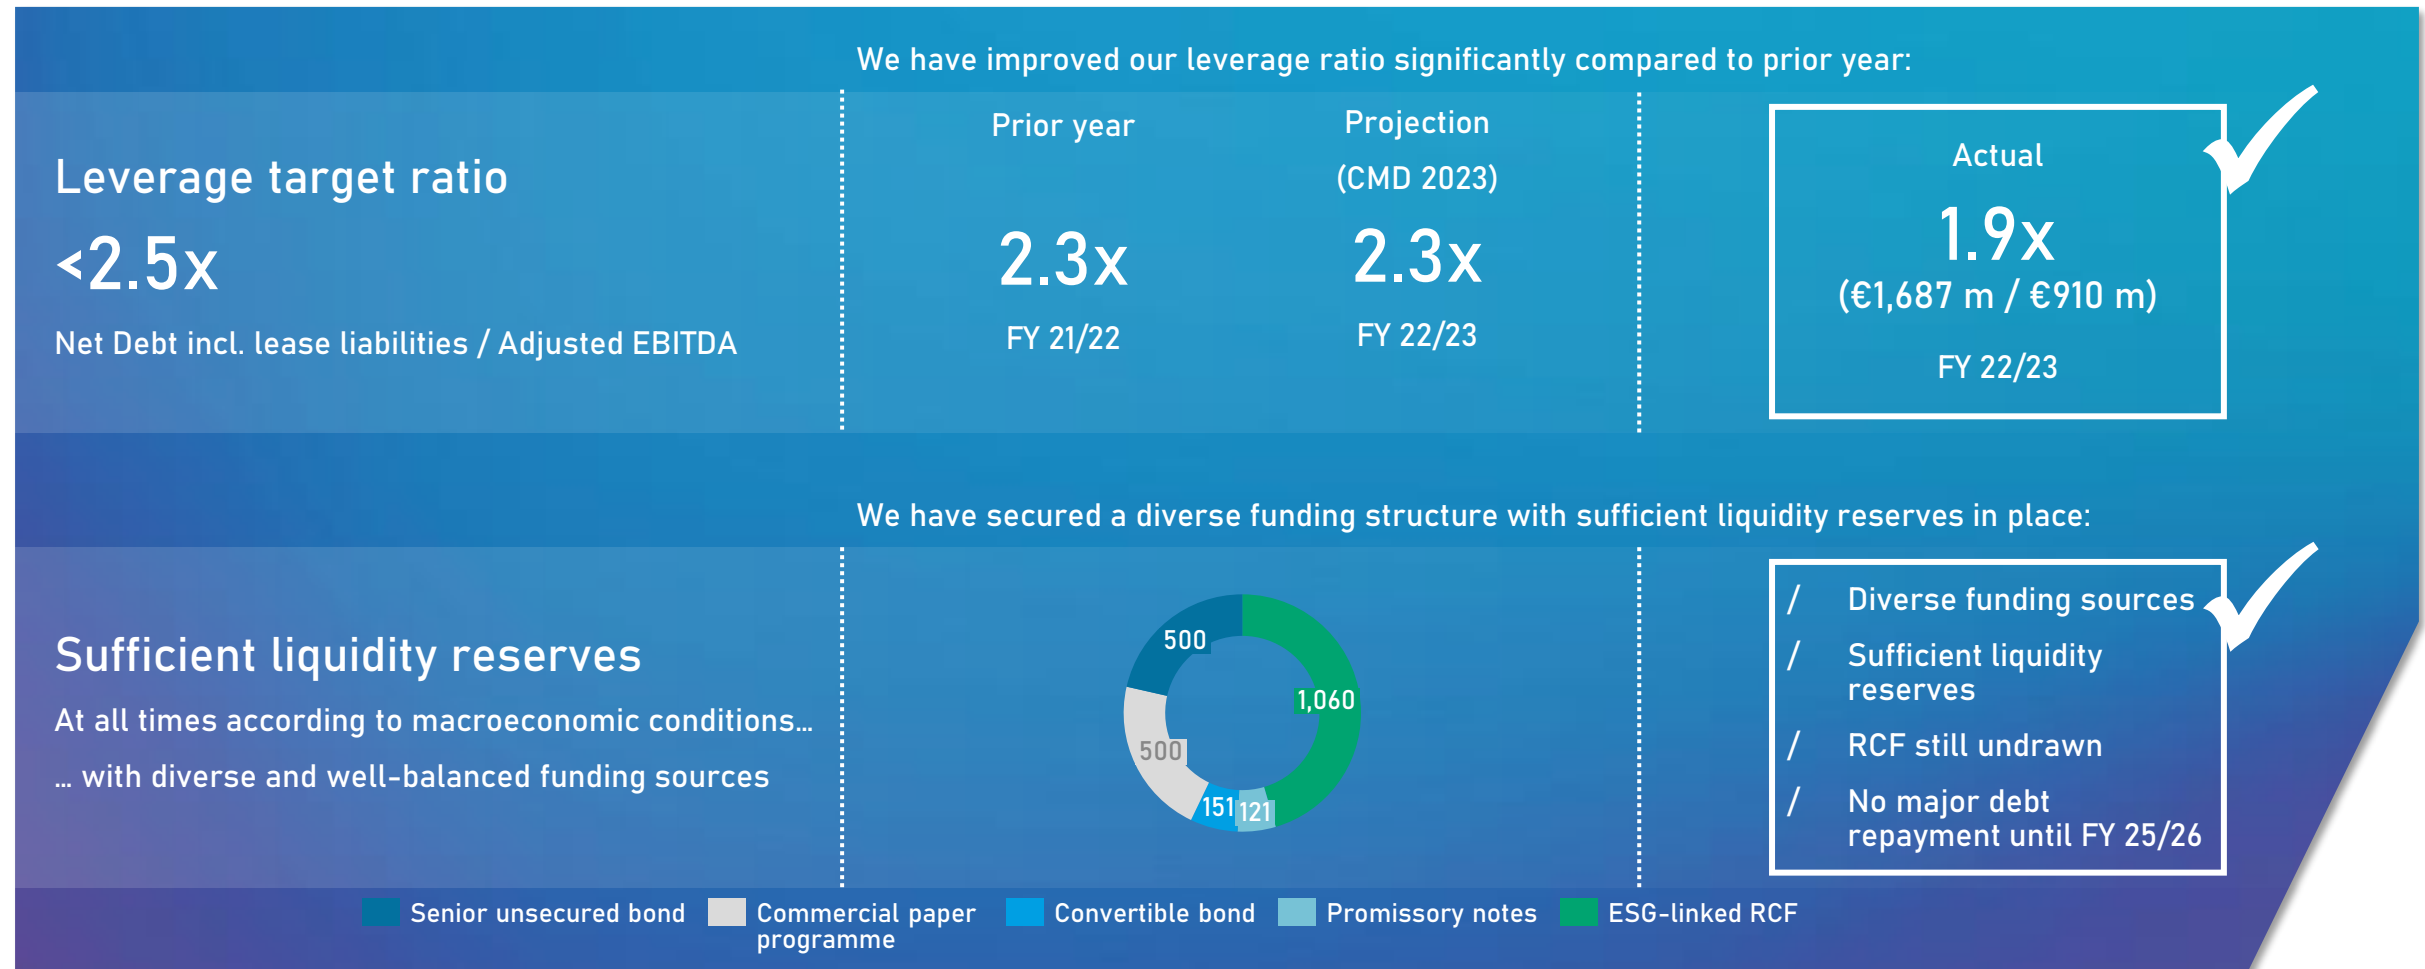 We have improved our leverage ratio significantly compared to prior year:
Leverage target ratio
<2.5x
Net Debt incl. lease liabilities / Adjusted EBITDA
Prior year
2.3x
FY 21/22
Projection
(CMD 2023)
2.3x
FY 22/23
Actual
1.9x
(€1,687 m / €910 m)
FY 22/23
We have secured a diverse funding structure with sufficient liquidity reserves in place:
Sufficient liquidity reserves
At all times according to macroeconomic conditions…
… with diverse and well-balanced funding sources
500
1,060
500
151
121
/ Diverse funding sources
/ Sufficient liquidity
reserves
/ RCF still undrawn
/ No major debt
repayment until FY 25/26
Senior unsecured bond
Commercial paper
programme
Convertible bond
Promissory notes
ESG-linked RCF